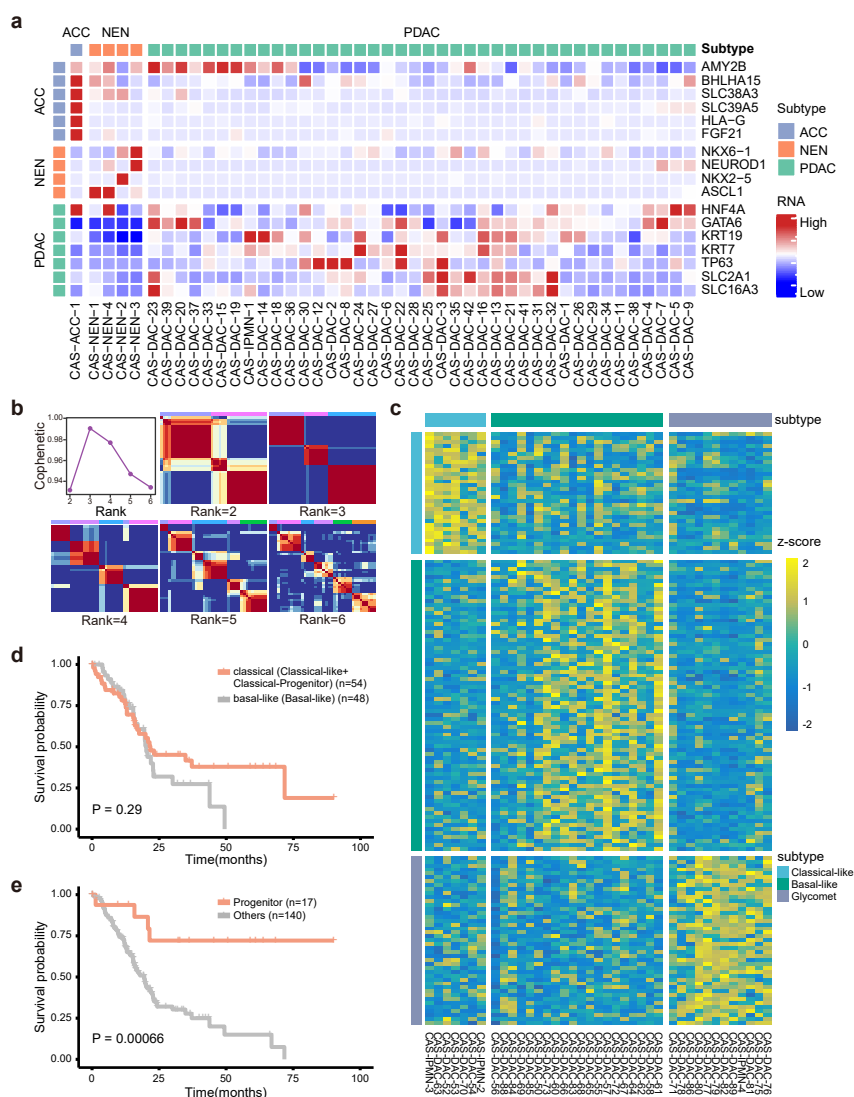 a
ACC NEN PDAC
Subtype
AMY2B
BHLHA15
SLC38A3
SLC39A5
HLA-G
FGF21
NKX6-1
NEUROD1
NKX2-5
ASCL1
HNF4A
GATA6
KRT19
KRT7
TP63
SLC2A1
SLC16A3
ACC
NEN
PDAC
Subtype
ACC
NEN
PDAC
RNA
High
Low
CAS-ACC-1
CAS-NEN-1
CAS-NEN-4
CAS-NEN-2
CAS-NEN-3
CAS-DAC-23
CAS-DAC-39
CAS-DAC-20
CAS-DAC-37
CAS-DAC-33
CAS-DAC-15
CAS-DAC-19
CAS-IPMN-1
CAS-DAC-14
CAS-DAC-18
CAS-DAC-36
CAS-DAC-30
CAS-DAC-12
CAS-DAC-2
CAS-DAC-8
CAS-DAC-24
CAS-DAC-27
CAS-DAC-6
CAS-DAC-22
CAS-DAC-28
CAS-DAC-25
CAS-DAC-3
CAS-DAC-35
CAS-DAC-42
CAS-DAC-16
CAS-DAC-13
CAS-DAC-21
CAS-DAC-41
CAS-DAC-31
CAS-DAC-32
CAS-DAC-1
CAS-DAC-26
CAS-DAC-29
CAS-DAC-34
CAS-DAC-11
CAS-DAC-38
CAS-DAC-4
CAS-DAC-7
CAS-DAC-5
CAS-DAC-9
b
Cophenetic
1.00
0.98
0.96
0.94
2 3 4 5 6
Rank
Rank=2
Rank=3
Rank=4
Rank=5
Rank=6
c
subtype
z-score
2
1
0
-1
-2
subtype
Classical-like
Basal-like
Glycomet
CAS-IPMN-3
CAS-IPMN-2
CAS-IPMN-4
d
Survival probability
1.00
0.75
0.50
0.25
0.00
classical (Classical-like+
Classical-Progenitor) (n=54)
basal-like (Basal-like) (n=48)
P = 0.29
0 25 50 75 100
Time(months)
e
Survival probability
1.00
0.75
0.50
0.25
0.00
Progenitor (n=17)
Others (n=140)
P = 0.00066
0 25 50 75 100
Time(months)